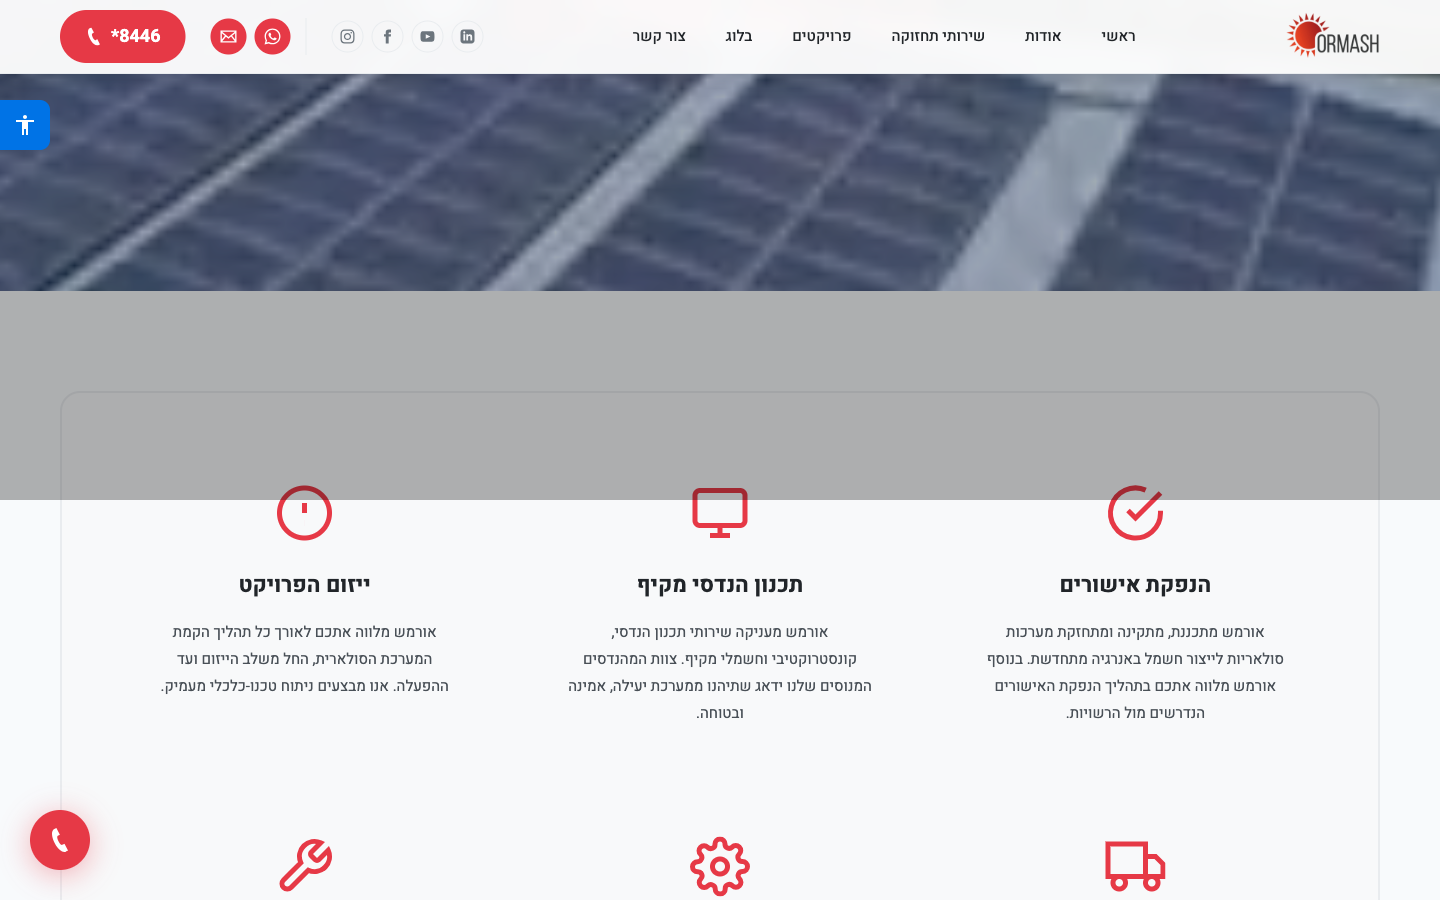 ORMASH
ראשי
אודות
שירותי תחזוקה
פרויקטים
בלוג
צור קשר
*8446
הנפקת אישורים
אורמש מתכננת, מתקינה ומתחזקת מערכות
סולאריות לייצור חשמל באנרגיה מתחדשת. בנוסף
אורמש מלווה אתכם בתהליך הנפקת האישורים
הנדרשים מול הרשויות.
תכנון הנדסי מקיף
אורמש מעניקה שירותי תכנון הנדסי,
קונסטרוקטיבי וחשמלי מקיף. צוות המהנדסים
המנוסים שלנו ידאג שתיהנו ממערכת יעילה, אמינה
ובטוחה.
ייזום הפרויקט
אורמש מלווה אתכם לאורך כל תהליך הקמת
המערכת הסולארית, החל משלב הייזום ועד
ההפעלה. אנו מבצעים ניתוח טכנו-כלכלי מעמיק.